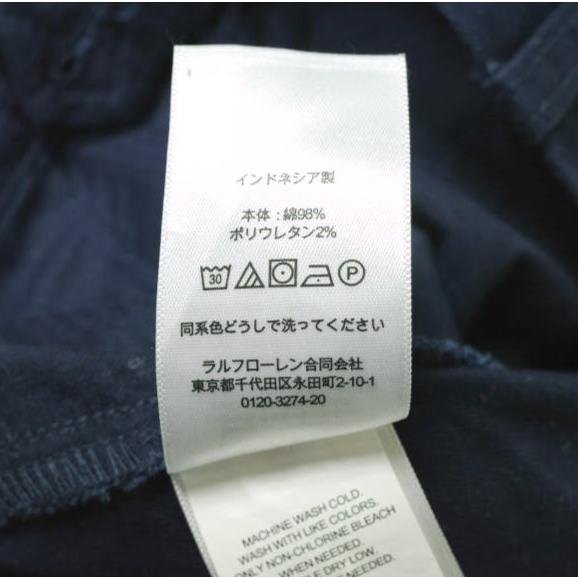 インドネシア製
本体：綿98%
ポリウレタン2%
30 P
同系色どうしで洗ってください
ラルフローレン合同会社
東京都千代田区永田町2-10-1
0120-3274-20
MACHINE WASH COLD.
WASH WITH LIKE COLORS.
ONLY NON-CHLORINE BLEACH
WHEN NEEDED.
DRY LOW.